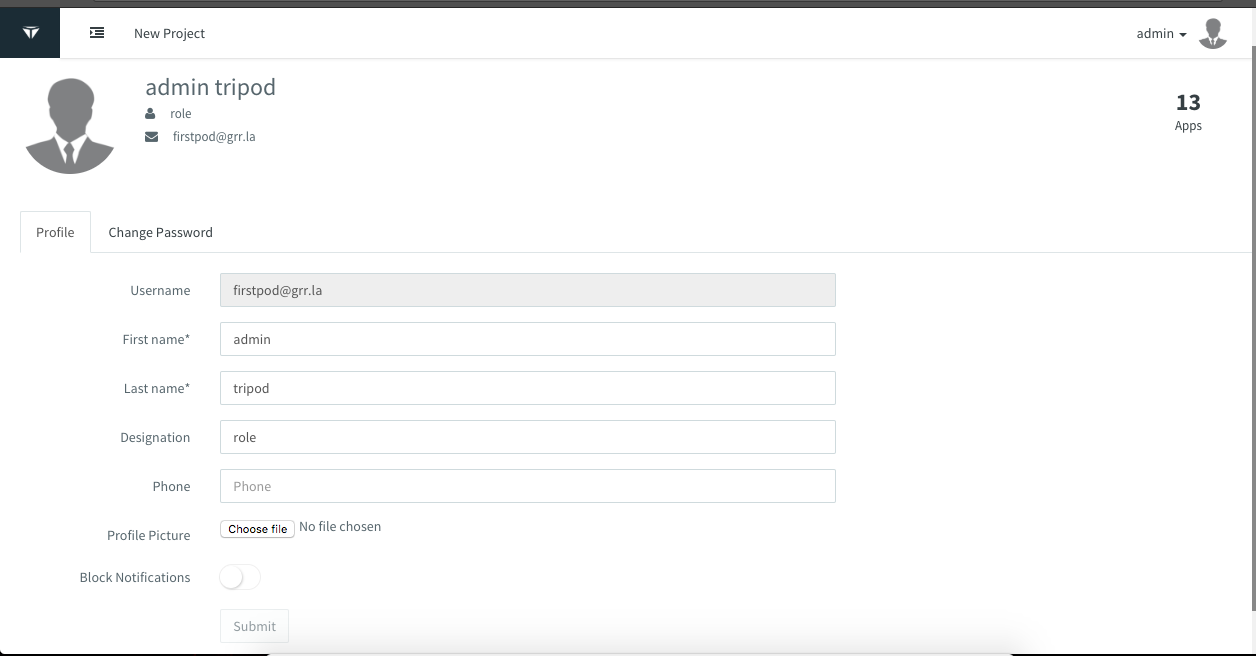 New Project
admin
admin tripod
role
firstpod@grr.la
13
Apps
Profile
Change Password
Username
firstpod@grr.la
First name*
admin
Last name*
tripod
Designation
role
Phone
Phone
Profile Picture
Choose file No file chosen
Block Notifications
Submit